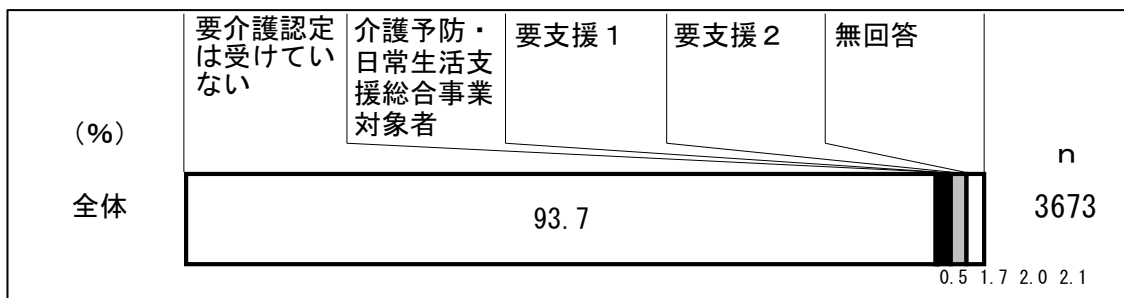 要介護認定
は受けてい
ない
介護予防・
日常生活支
援総合事業
対象者
要支援１
要支援２
無回答
（％）
ｎ
全体
93.7
3673
0.5 1.7 2.0 2.1